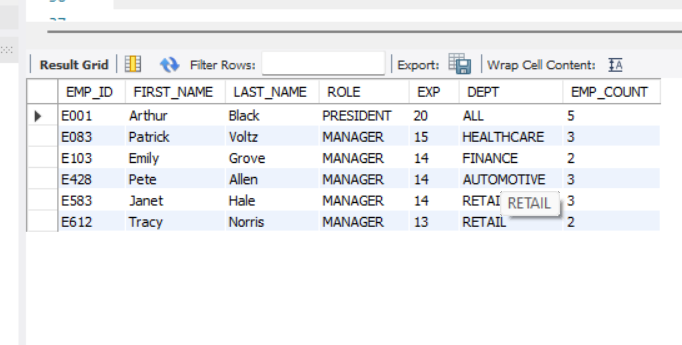 Result Grid Filter Rows: Export: Wrap Cell Content:
EMP_ID FIRST_NAME LAST_NAME ROLE EXP DEPT EMP_COUNT
E001 Arthur Black PRESIDENT 20 ALL 5
E083 Patrick Voltz MANAGER 15 HEALTHCARE 3
E103 Emily Grove MANAGER 14 FINANCE 2
E428 Pete Allen MANAGER 14 AUTOMOTIVE 3
E583 Janet Hale MANAGER 14 RETAI RETAIL 3
E612 Tracy Norris MANAGER 13 RETAIL 2